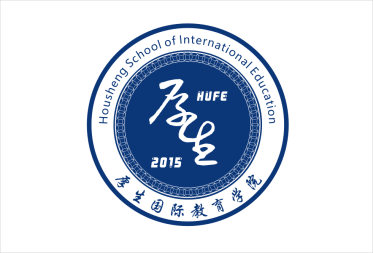 Housheng School of International Education
厚生
HUFE
2015
厚生国际教育学院